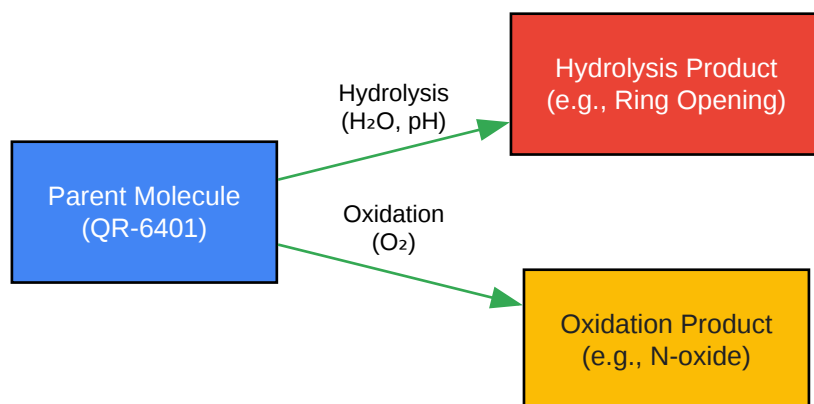 Hydrolysis Product
(e.g., Ring Opening)
Hydrolysis
(H₂O, pH)
Parent Molecule
(QR-6401)
Oxidation
(O₂)
Oxidation Product
(e.g., N-oxide)